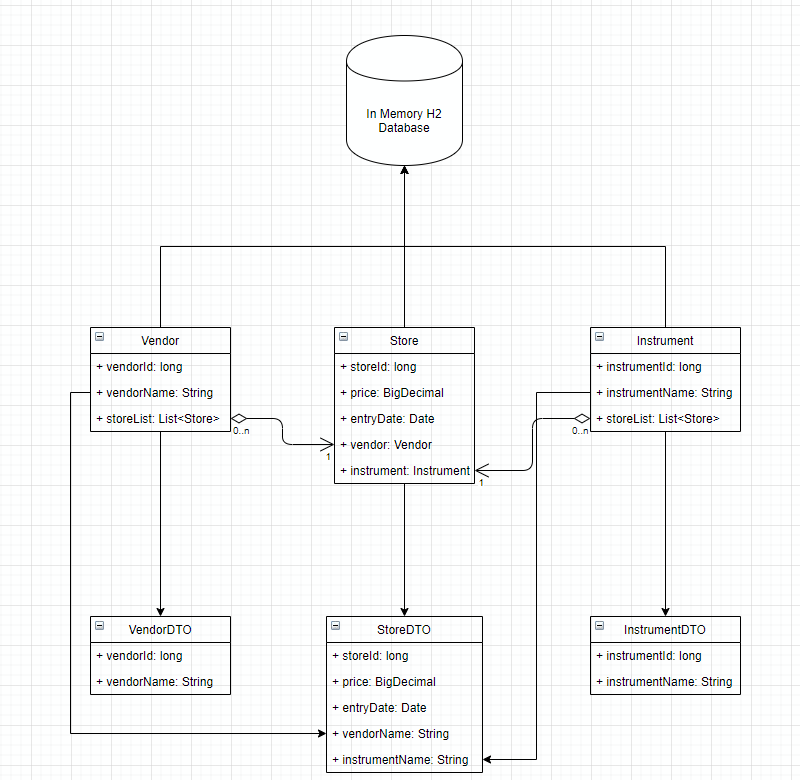 In Memory H2
Database
Vendor
+ vendorId: long
+ vendorName: String
+ storeList: List<Store>
0..n
1
Store
+ storeId: long
+ price: BigDecimal
+ entryDate: Date
+ vendor: Vendor
+ instrument: Instrument
1
Instrument
+ instrumentId: long
+ instrumentName: String
+ storeList: List<Store>
0..n
VendorDTO
+ vendorId: long
+ vendorName: String
StoreDTO
+ storeId: long
+ price: BigDecimal
+ entryDate: Date
+ vendorName: String
+ instrumentName: String
InstrumentDTO
+ instrumentId: long
+ instrumentName: String